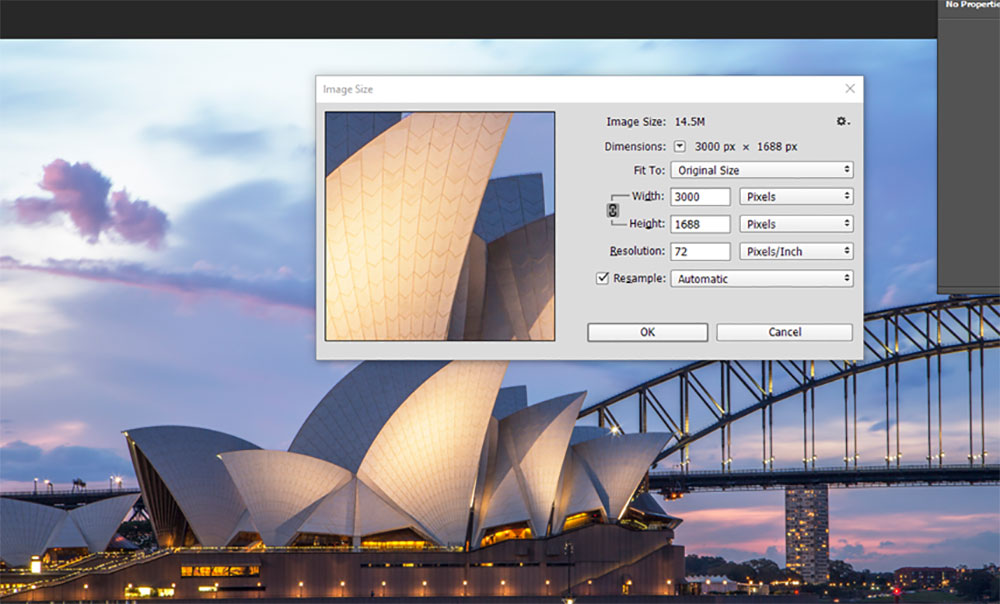 No Properties
Image Size
Image Size: 14.5M
Dimensions: 3000 px × 1688 px
Fit To: Original Size
Width: 3000 Pixels
Height: 1688 Pixels
Resolution: 72 Pixels/Inch
Resample: Automatic
OK Cancel